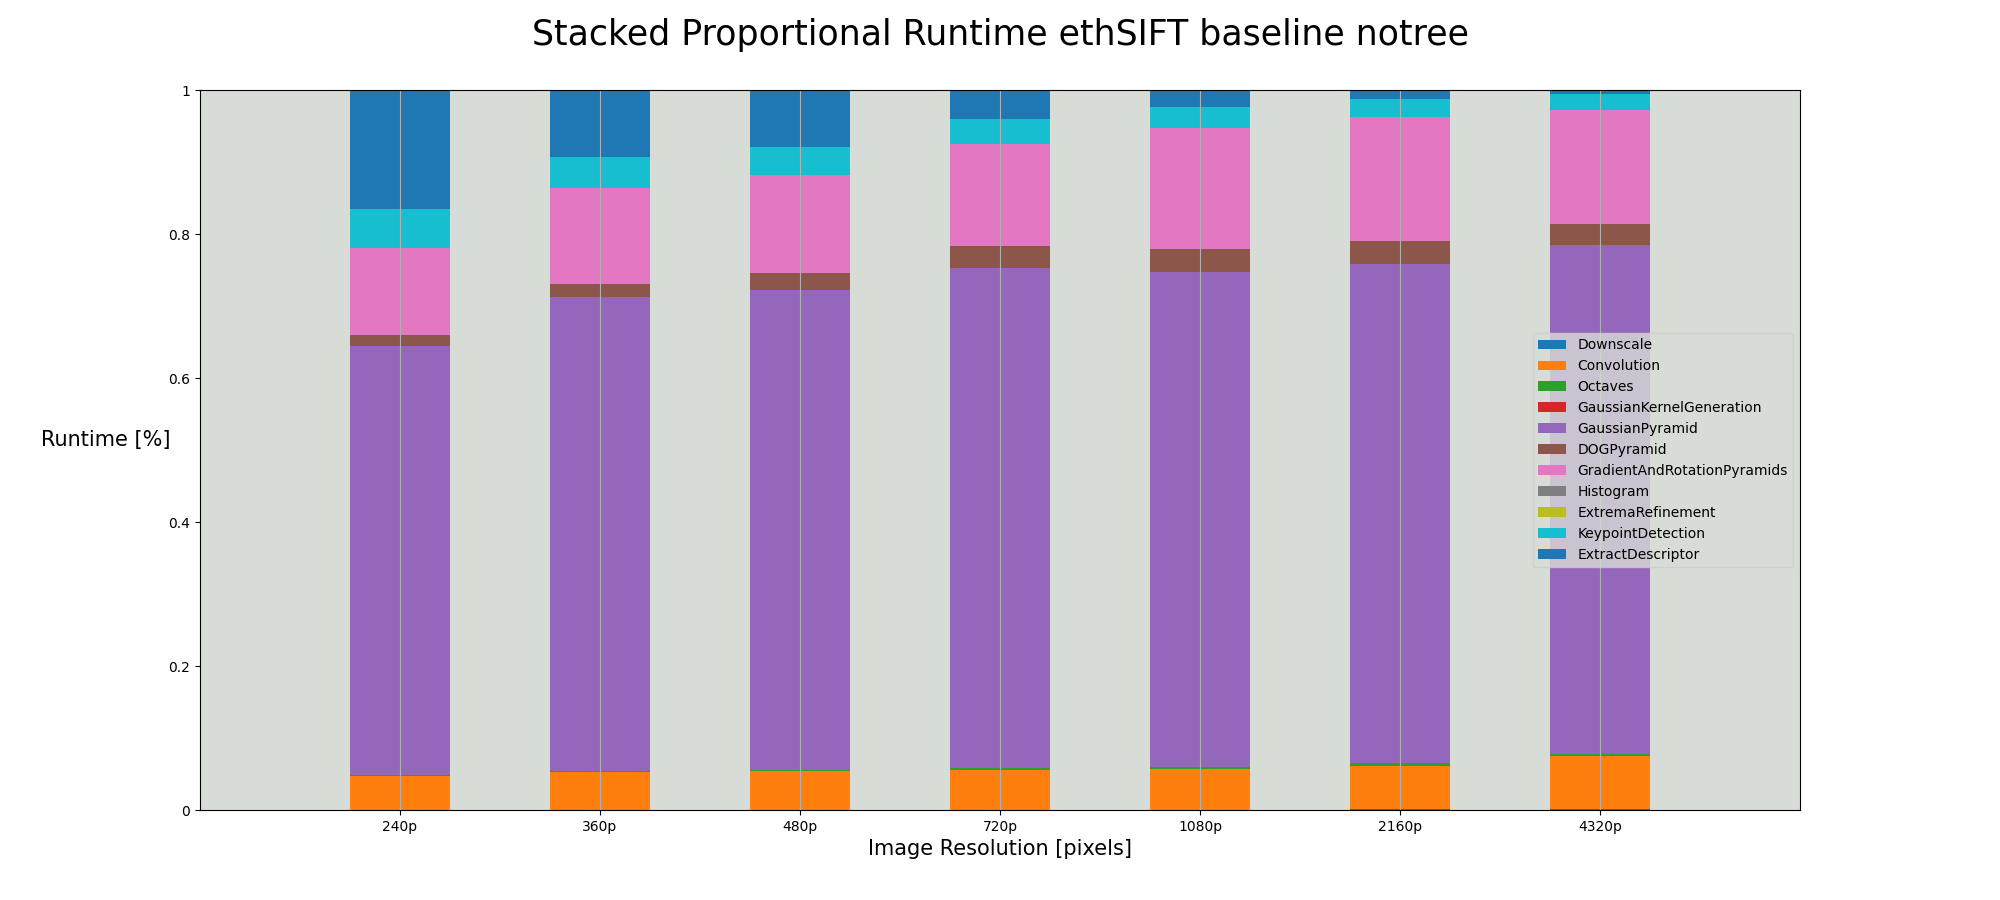 Stacked Proportional Runtime ethSIFT baseline notree
1
0.8
0.6
0.4
0.2
0
Runtime [%]
Downscale
Convolution
Octaves
GaussianKernelGeneration
GaussianPyramid
DOGPyramid
GradientAndRotationPyramids
Histogram
ExtremaRefinement
KeypointDetection
ExtractDescriptor
240p 360p 480p 720p 1080p 2160p 4320p
Image Resolution [pixels]